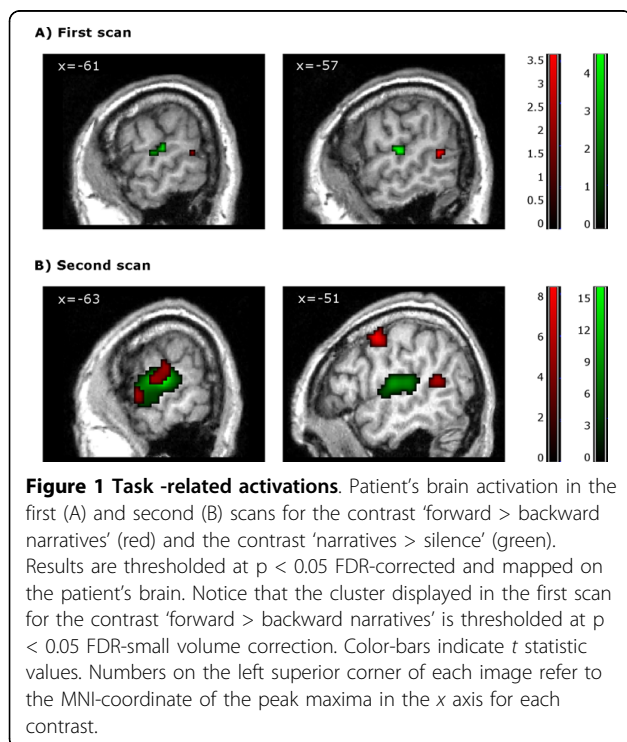 A) First scan
x=-61
x=-57
3.5
3
2.5
2
1.5
1
0.5
0
4
3
2
1
0
B) Second scan
x=-63
x=-51
8
6
4
2
0
15
12
9
6
3
0
Figure 1 Task -related activations. Patient's brain activation in the
first (A) and second (B) scans for the contrast 'forward > backward
narratives' (red) and the contrast 'narratives > silence' (green).
Results are thresholded at p < 0.05 FDR-corrected and mapped on
the patient's brain. Notice that the cluster displayed in the first scan
for the contrast 'forward > backward narratives' is thresholded at p
< 0.05 FDR-small volume correction. Color-bars indicate t statistic
values. Numbers on the left superior corner of each image refer to
the MNI-coordinate of the peak maxima in the x axis for each
contrast.